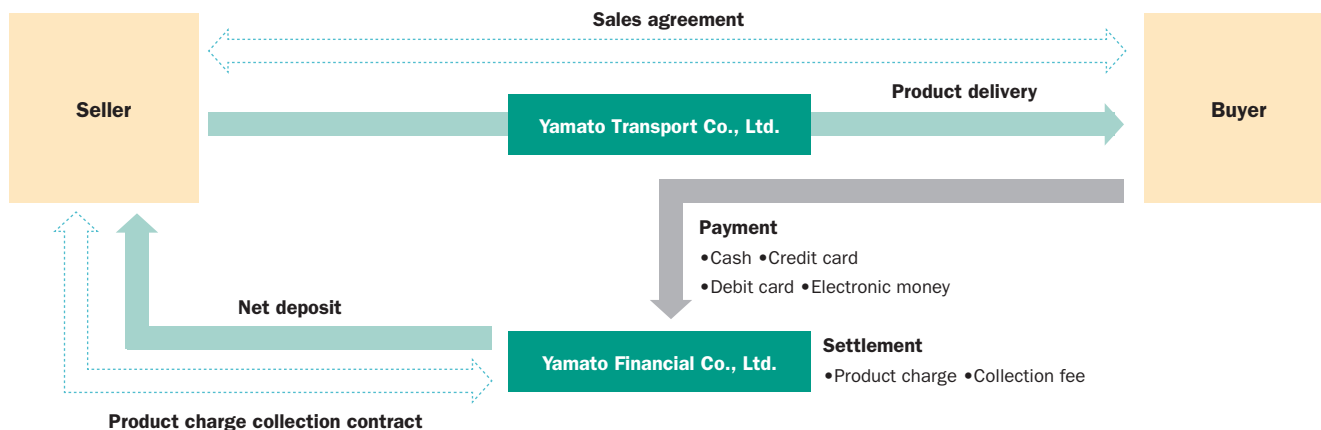 Sales agreement
Seller
Buyer
Product delivery
Yamato Transport Co., Ltd.
Payment
•Cash •Credit card
•Debit card •Electronic money
Net deposit
Yamato Financial Co., Ltd.
Settlement
•Product charge •Collection fee
Product charge collection contract